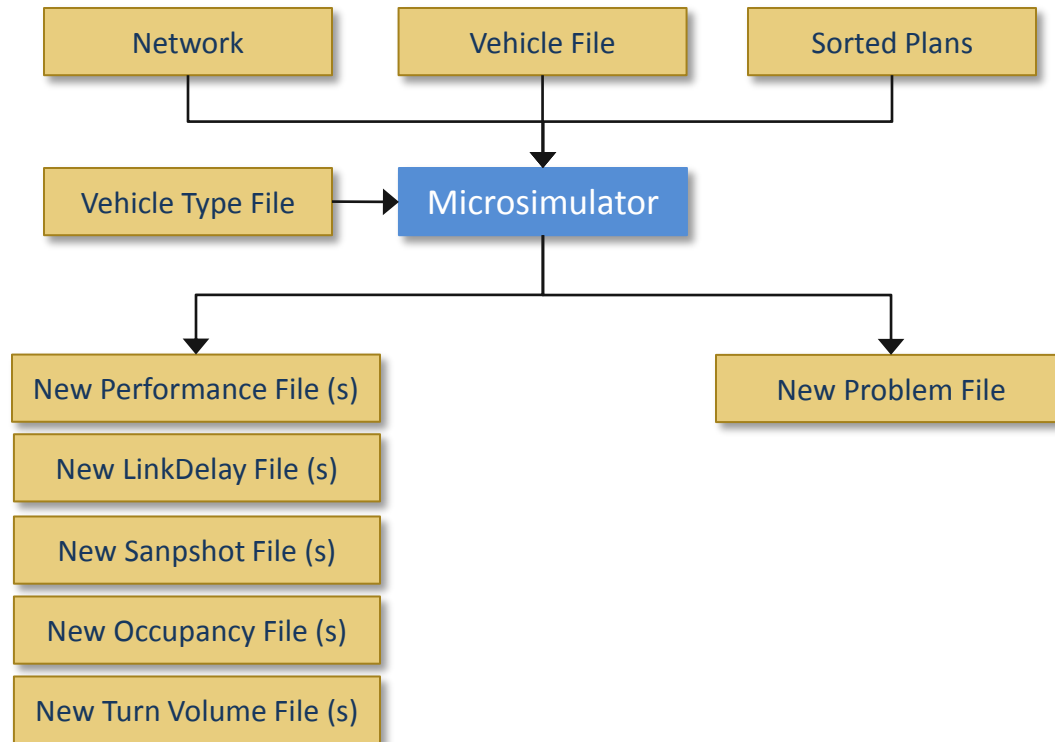 Network
Vehicle File
Sorted Plans
Vehicle Type File
Microsimulator
New Performance File (s)
New Problem File
New LinkDelay File (s)
New Sanpshot File (s)
New Occupancy File (s)
New Turn Volume File (s)